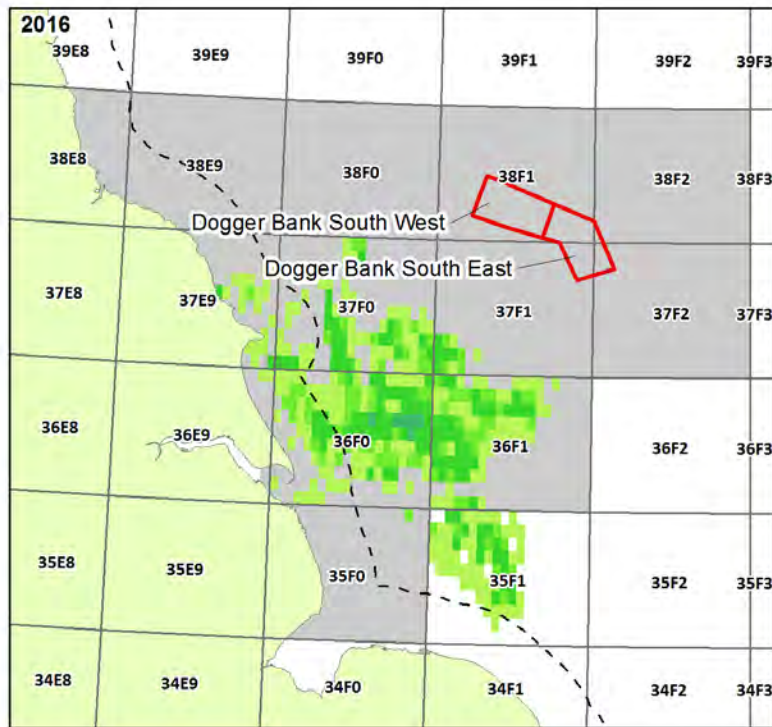 2016
39E8 39E9 39F0 39F1 39F2 39F3
38E8 38E9 38F0 38F1 38F2 38F3
Dogger Bank South West
Dogger Bank South East
37E8 37E9 37F0 37F1 37F2 37F3
36E8 36E9 36F0 36F1 36F2 36F3
35E8 35E9 35F0 35F1 35F2 35F3
34E8 34E9 34F0 34F1 34F2 34F3